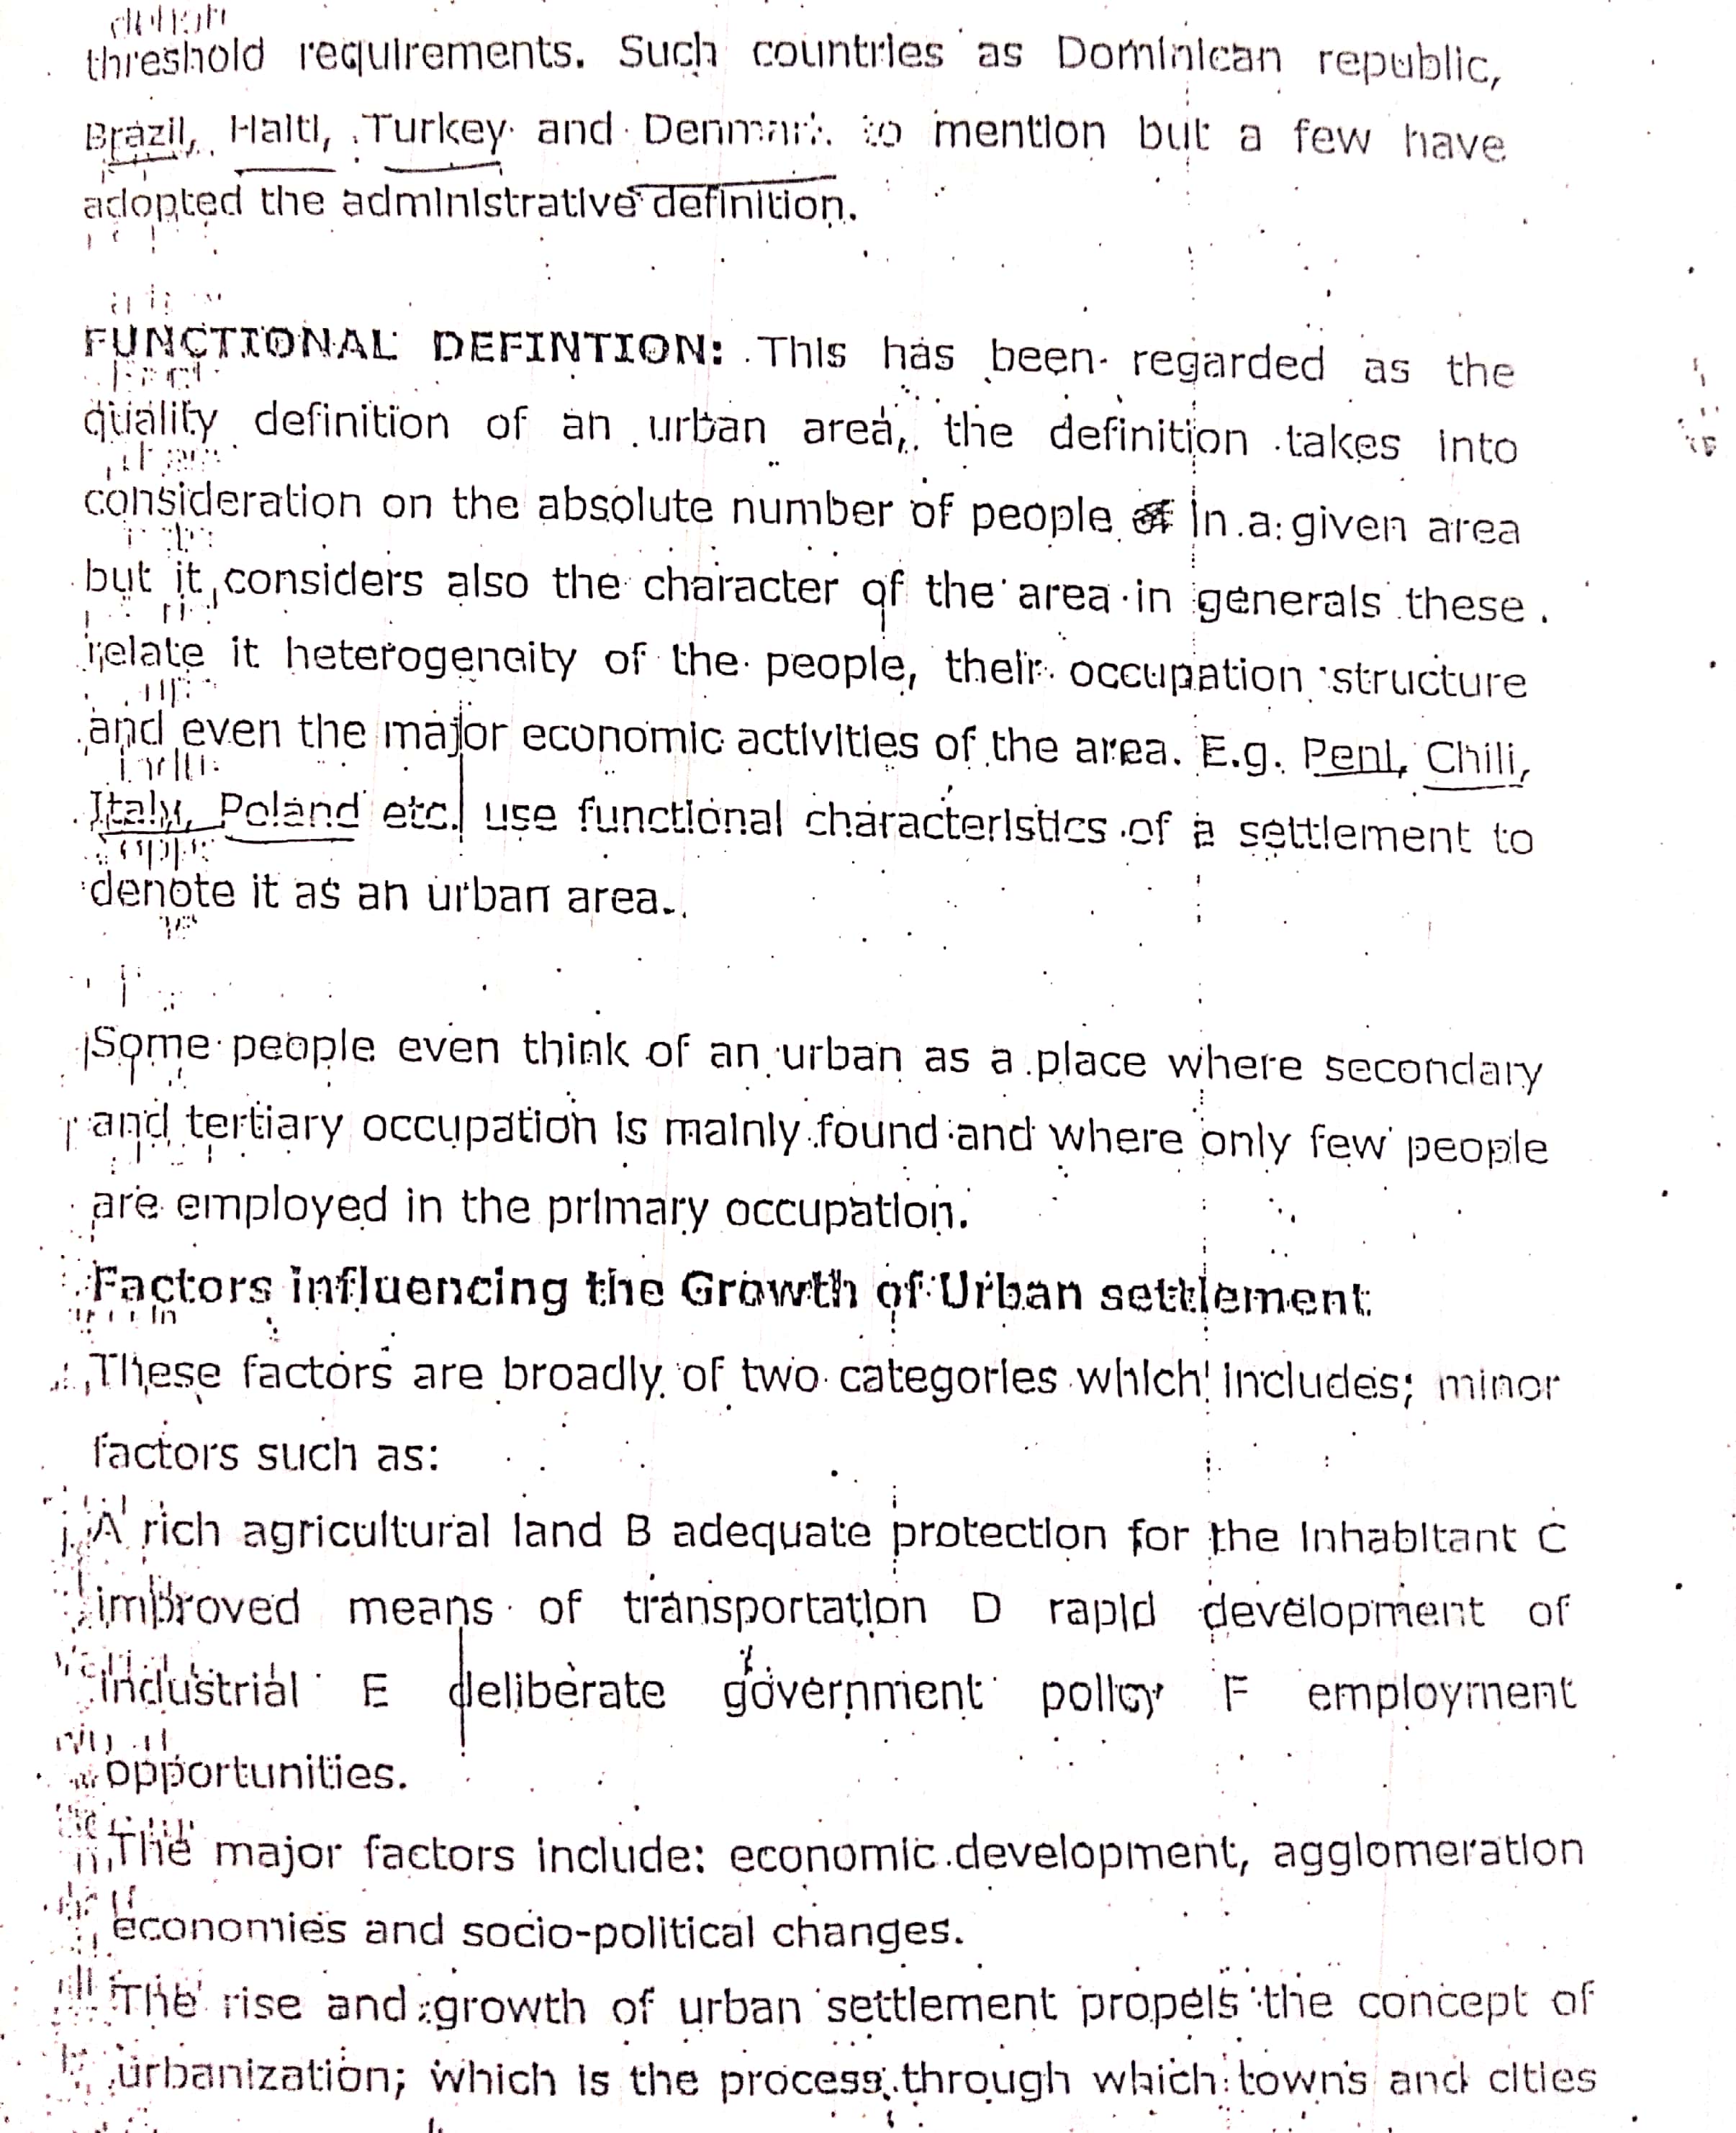 threshold requirements. Such countries as Dominican republic,
Brazil, Haiti, Turkey and Denmark to mention but a few have
adopted the administrative definition.
FUNCTIONAL DEFINTION: This has been regarded as the
quality definition of an urban area, the definition takes into
consideration on the absolute number of people in a given area
but it considers also the character of the area in generals these
relate it heterogeneity of the people, their occupation structure
and even the major economic activities of the area. E.g. Penl, Chili,
Italy, Poland etc. use functional characteristics of a settlement to
denote it as an urban area.
Some people even think of an urban as a place where secondary
and tertiary occupation is mainly found and where only few people
are employed in the primary occupation.
Factors influencing the Growth of Urban settlement
These factors are broadly of two categories which includes; minor
factors such as:
A rich agricultural land B adequate protection for the inhabitant C
improved means of transportation D rapid development of
industrial E deliberate government policy F employment
opportunities.
The major factors include: economic development, agglomeration
economies and socio-political changes.
The rise and growth of urban settlement propels the concept of
urbanization; which is the process through which towns and cities